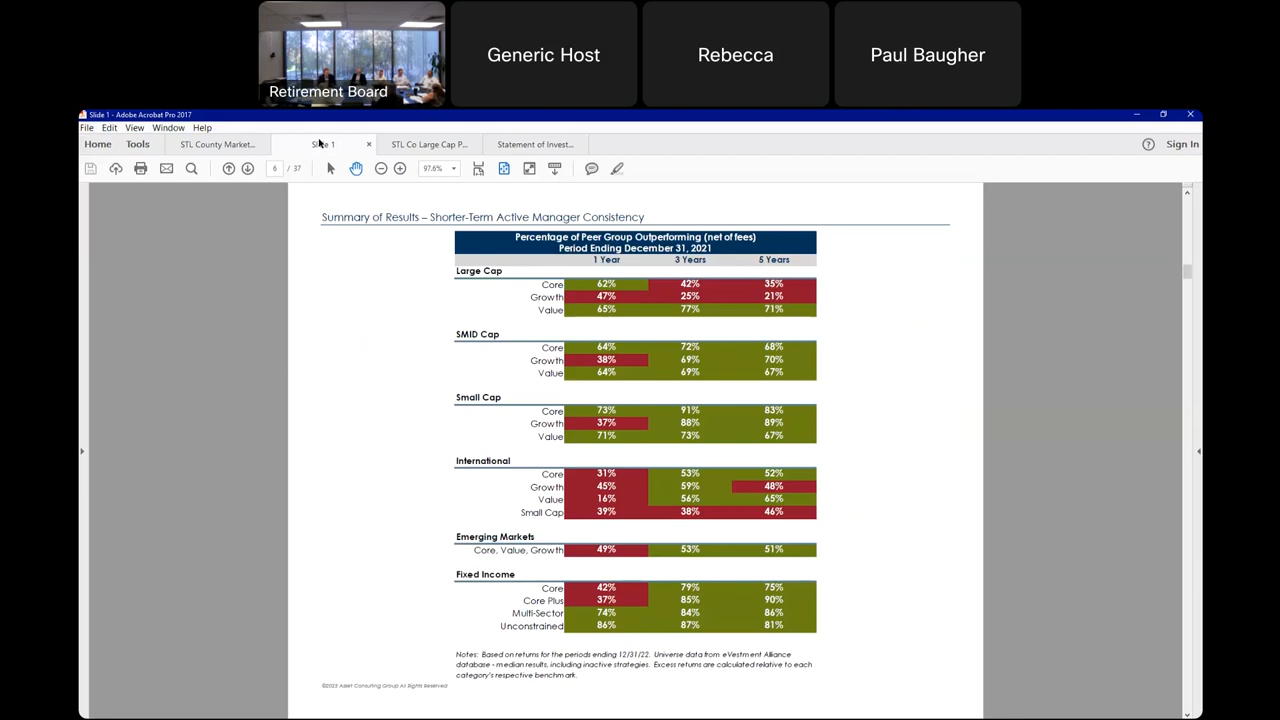 Generic Host
Rebecca
Paul Baugher
Retirement Board
Slide 1 - Adobe Acrobat Pro 2017
File Edit View Window Help
Home Tools STL County Market... Slide 1 STL Co Large Cap P... Statement of Invest... Sign In
6 / 37 97.6%
Summary of Results – Shorter-Term Active Manager Consistency
Percentage of Peer Group Outperforming (net of fees)
Period Ending December 31, 2021
1 Year 3 Years 5 Years
Large Cap
Core 62% 42% 35%
Growth 47% 25% 21%
Value 65% 77% 71%
SMID Cap
Core 64% 72% 68%
Growth 38% 69% 70%
Value 64% 69% 67%
Small Cap
Core 73% 91% 83%
Growth 37% 88% 89%
Value 71% 73% 67%
International
Core 31% 53% 52%
Growth 45% 59% 48%
Value 16% 56% 65%
Small Cap 39% 38% 46%
Emerging Markets
Core, Value, Growth 49% 53% 51%
Fixed Income
Core 42% 79% 75%
Core Plus 37% 85% 90%
Multi-Sector 74% 84% 86%
Unconstrained 86% 87% 81%
Notes: Based on returns for the periods ending 12/31/22. Universe data from eVestment Alliance
database - median results, including inactive strategies. Excess returns are calculated relative to each
category's respective benchmark.
©2023 Asset Consulting Group All Rights Reserved